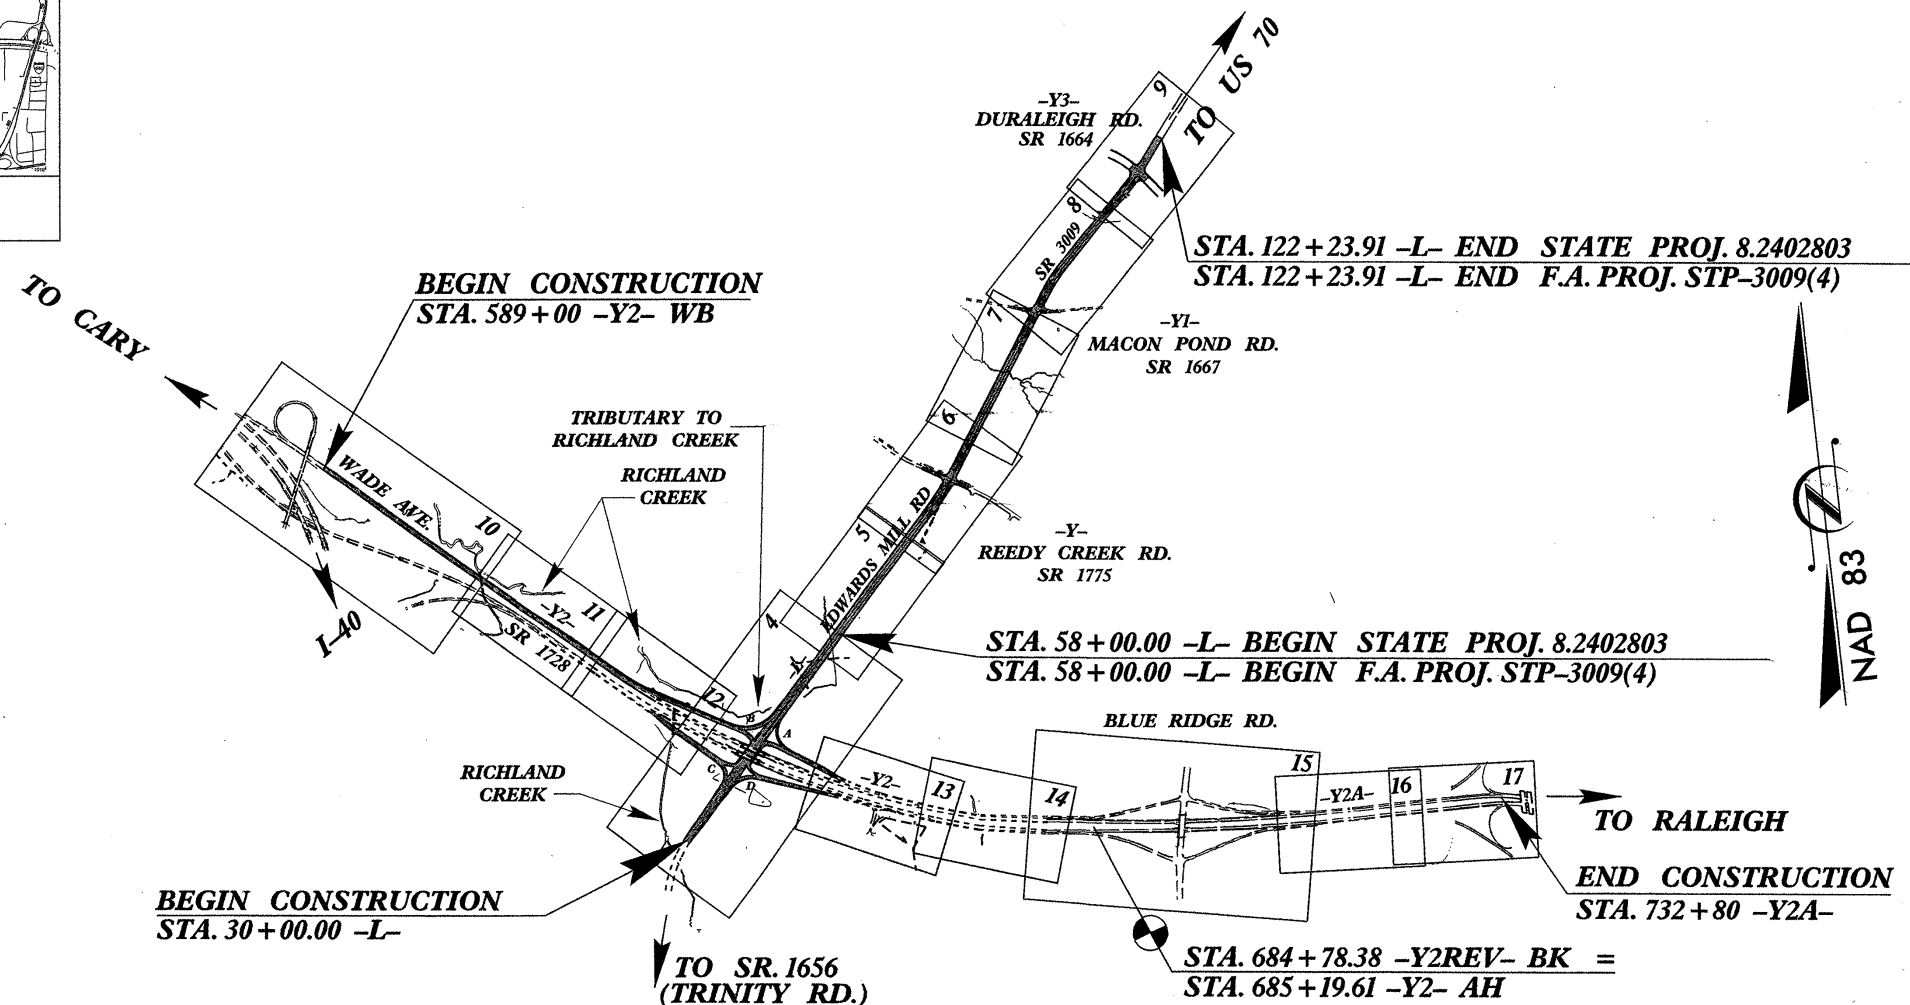 TO US 70
9
–Y3–
DURALEIGH RD.
SR 1664
8
SR 3009
STA. 122+23.91 –L– END STATE PROJ. 8.2402803
STA. 122+23.91 –L– END F.A. PROJ. STP–3009(4)
TO CARY
BEGIN CONSTRUCTION
STA. 589+00 –Y2– WB
7
–Y1–
MACON POND RD.
SR 1667
6
TRIBUTARY TO
RICHLAND CREEK
RICHLAND
CREEK
WADE AVE.
10
5
EDWARDS MILL RD
–Y–
REEDY CREEK RD.
SR 1775
NAD 83
I–40
–Y2–
11
SR 1728
4
–L–
STA. 58+00.00 –L– BEGIN STATE PROJ. 8.2402803
STA. 58+00.00 –L– BEGIN F.A. PROJ. STP–3009(4)
12
B
A
C
D
BLUE RIDGE RD.
RICHLAND
CREEK
–Y2–
13
14
15
–Y2A–
16
17
TO RALEIGH
END CONSTRUCTION
STA. 732+80 –Y2A–
BEGIN CONSTRUCTION
STA. 30+00.00 –L–
TO SR. 1656
(TRINITY RD.)
STA. 684+78.38 –Y2REV– BK =
STA. 685+19.61 –Y2– AH